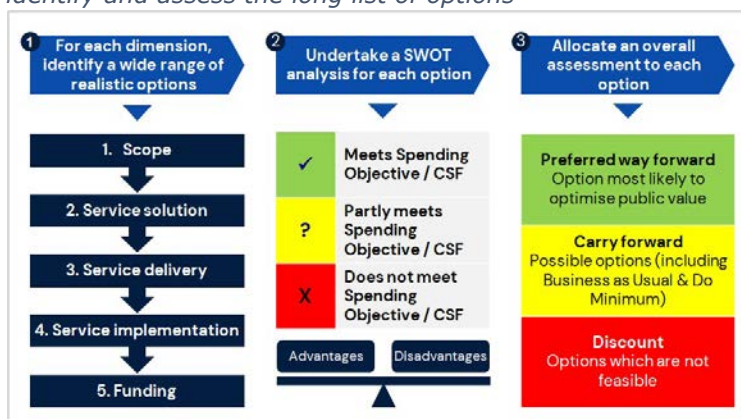 identify and assess the long list of options
1 For each dimension,
identify a wide range of
realistic options
1. Scope
2. Service solution
3. Service delivery
4. Service implementation
5. Funding
2 Undertake a SWOT
analysis for each option
✓ Meets Spending
Objective / CSF
? Partly meets
Spending
Objective / CSF
X Does not meet
Spending
Objective / CSF
Advantages Disadvantages
3 Allocate an overall
assessment to each
option
Preferred way forward
Option most likely to
optimise public value
Carry forward
Possible options (including
Business as Usual & Do
Minimum)
Discount
Options which are not
feasible